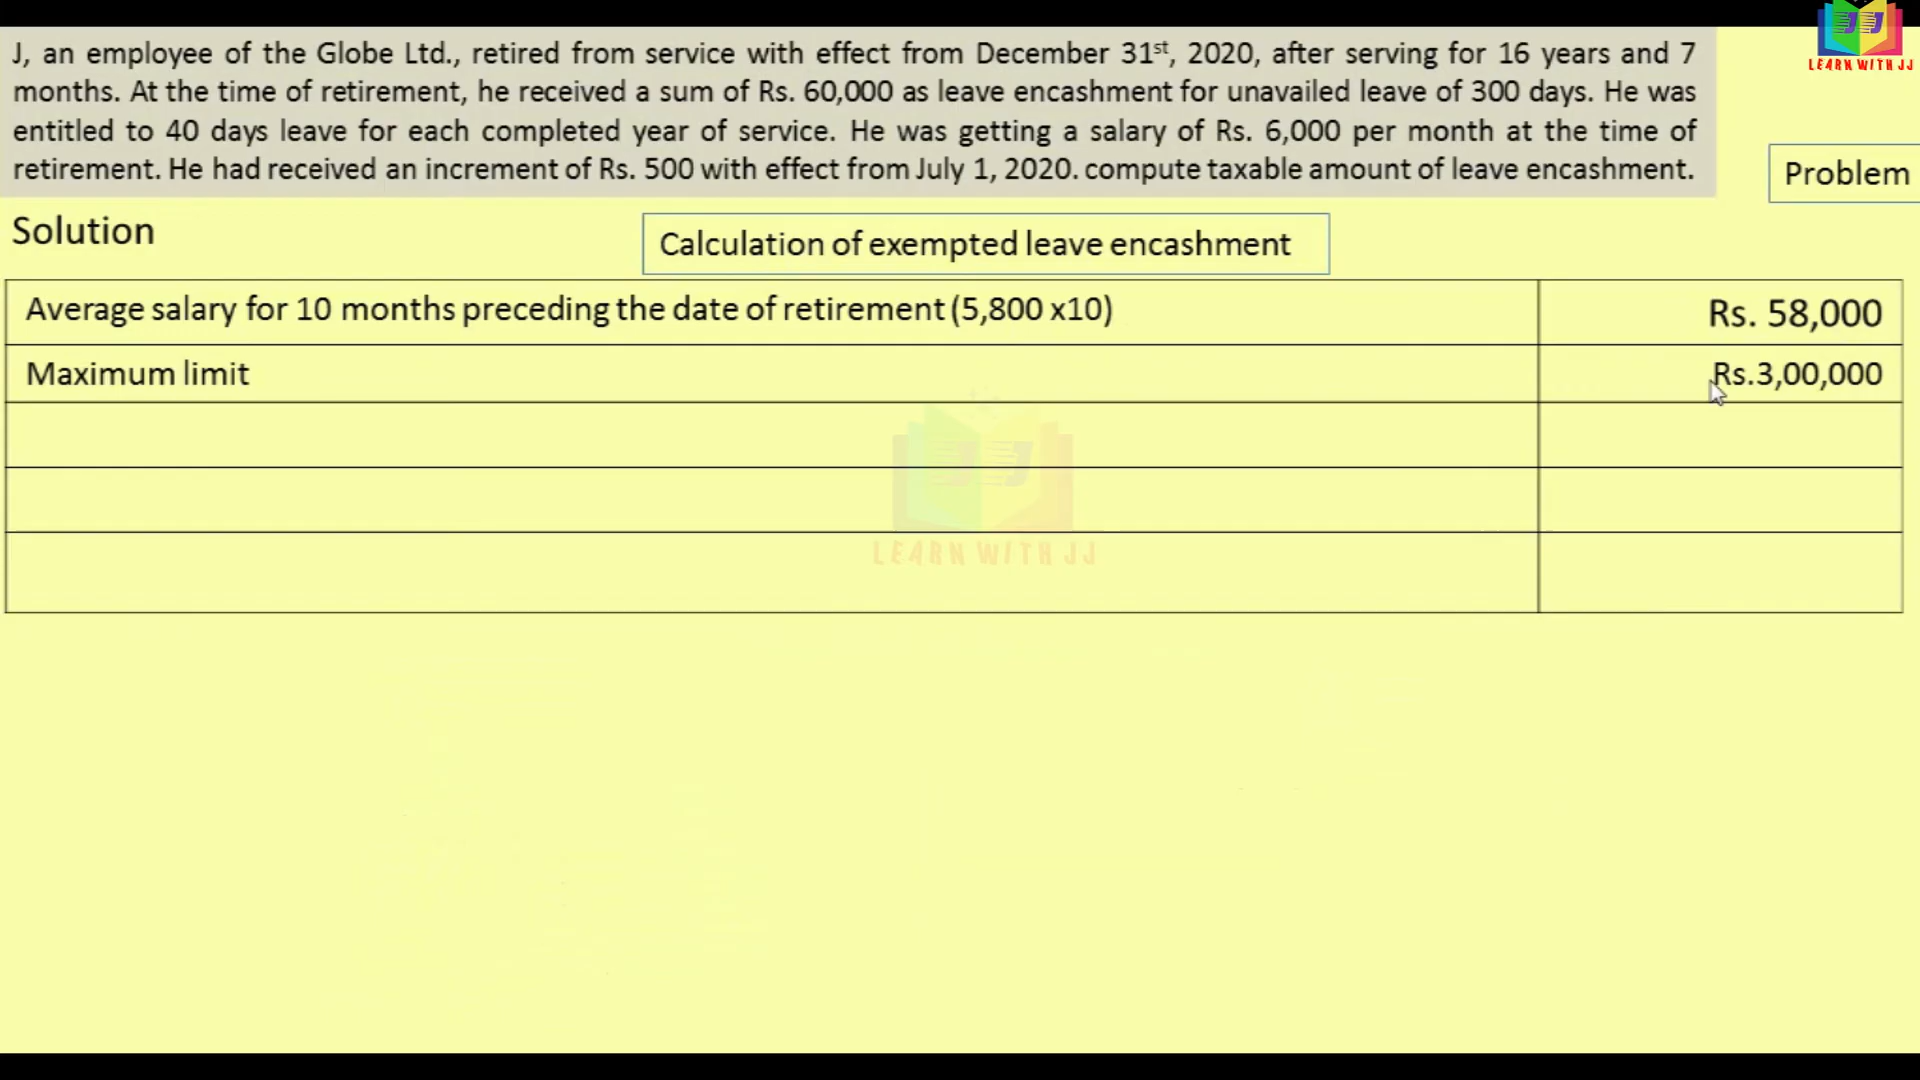 LEARN WITH JJ
J, an employee of the Globe Ltd., retired from service with effect from December 31st, 2020, after serving for 16 years and 7
months. At the time of retirement, he received a sum of Rs. 60,000 as leave encashment for unavailed leave of 300 days. He was
entitled to 40 days leave for each completed year of service. He was getting a salary of Rs. 6,000 per month at the time of
retirement. He had received an increment of Rs. 500 with effect from July 1, 2020. compute taxable amount of leave encashment.
Problem
Solution
Calculation of exempted leave encashment
Average salary for 10 months preceding the date of retirement (5,800 x10) Rs. 58,000
Maximum limit Rs.3,00,000
LEARN WITH JJ